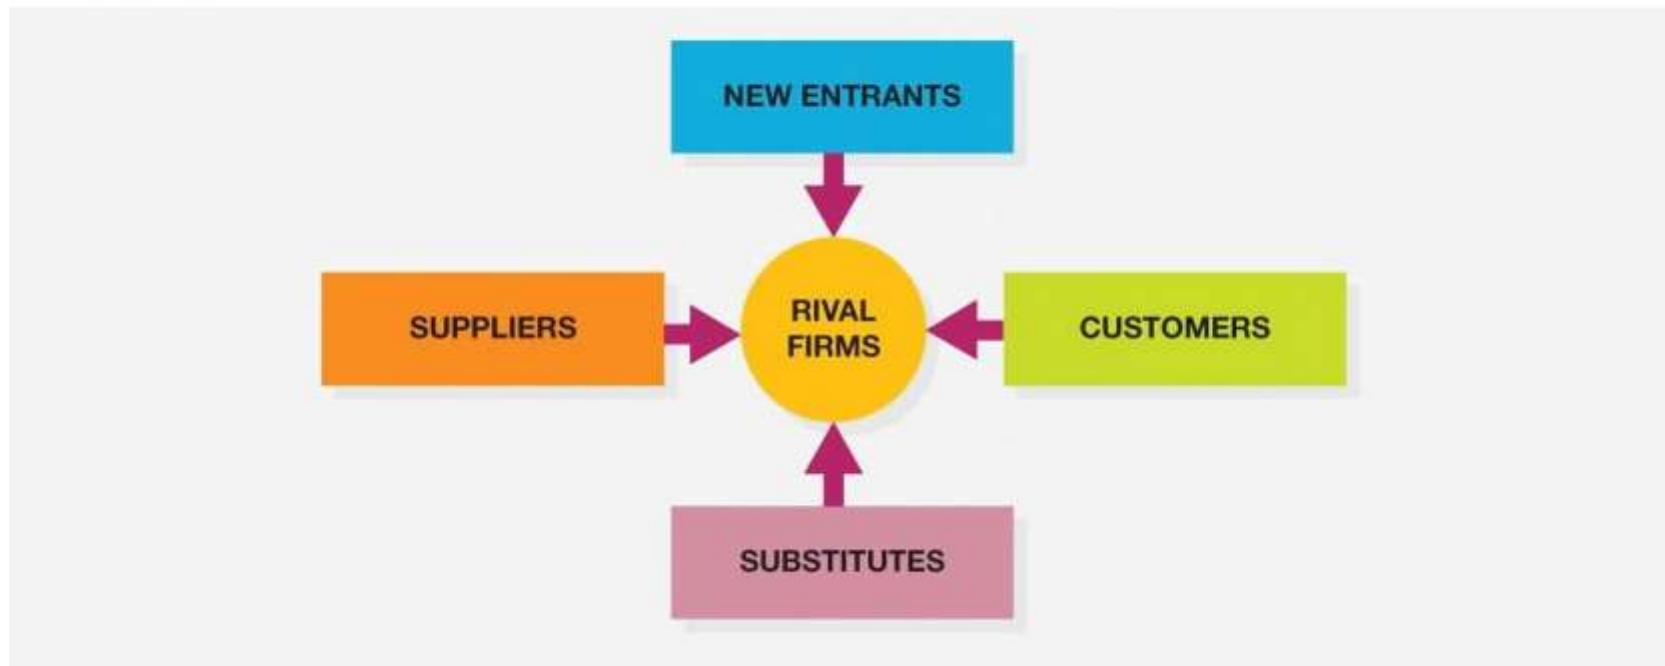 NEW ENTRANTS
SUPPLIERS
RIVAL
FIRMS
CUSTOMERS
SUBSTITUTES